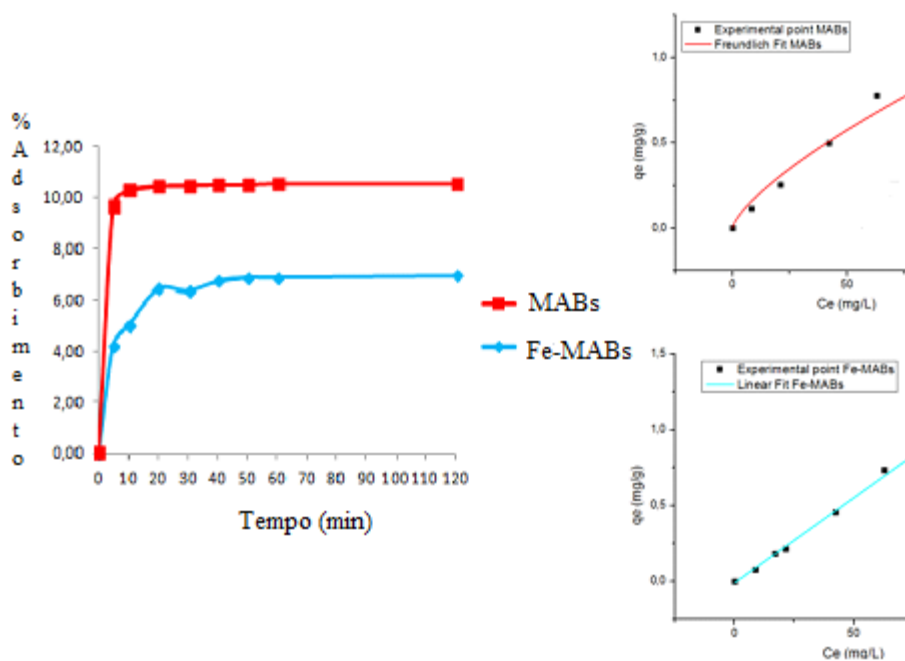 %
A
d
s
o
r
b
i
m
e
n
t
o
12,00
10,00
8,00
6,00
4,00
2,00
0,00
0 10 20 30 40 50 60 70 80 90 100 110 120
Tempo (min)
MABs
Fe-MABs
Experimental point MABs
Freundlich Fit MABs
1,0
0,5
0,0
qe (mg/g)
0 50
Ce (mg/L)
Experimental point Fe-MABs
Linear Fit Fe-MABs
1,5
1,0
0,5
0,0
qe (mg/g)
0 50
Ce (mg/L)